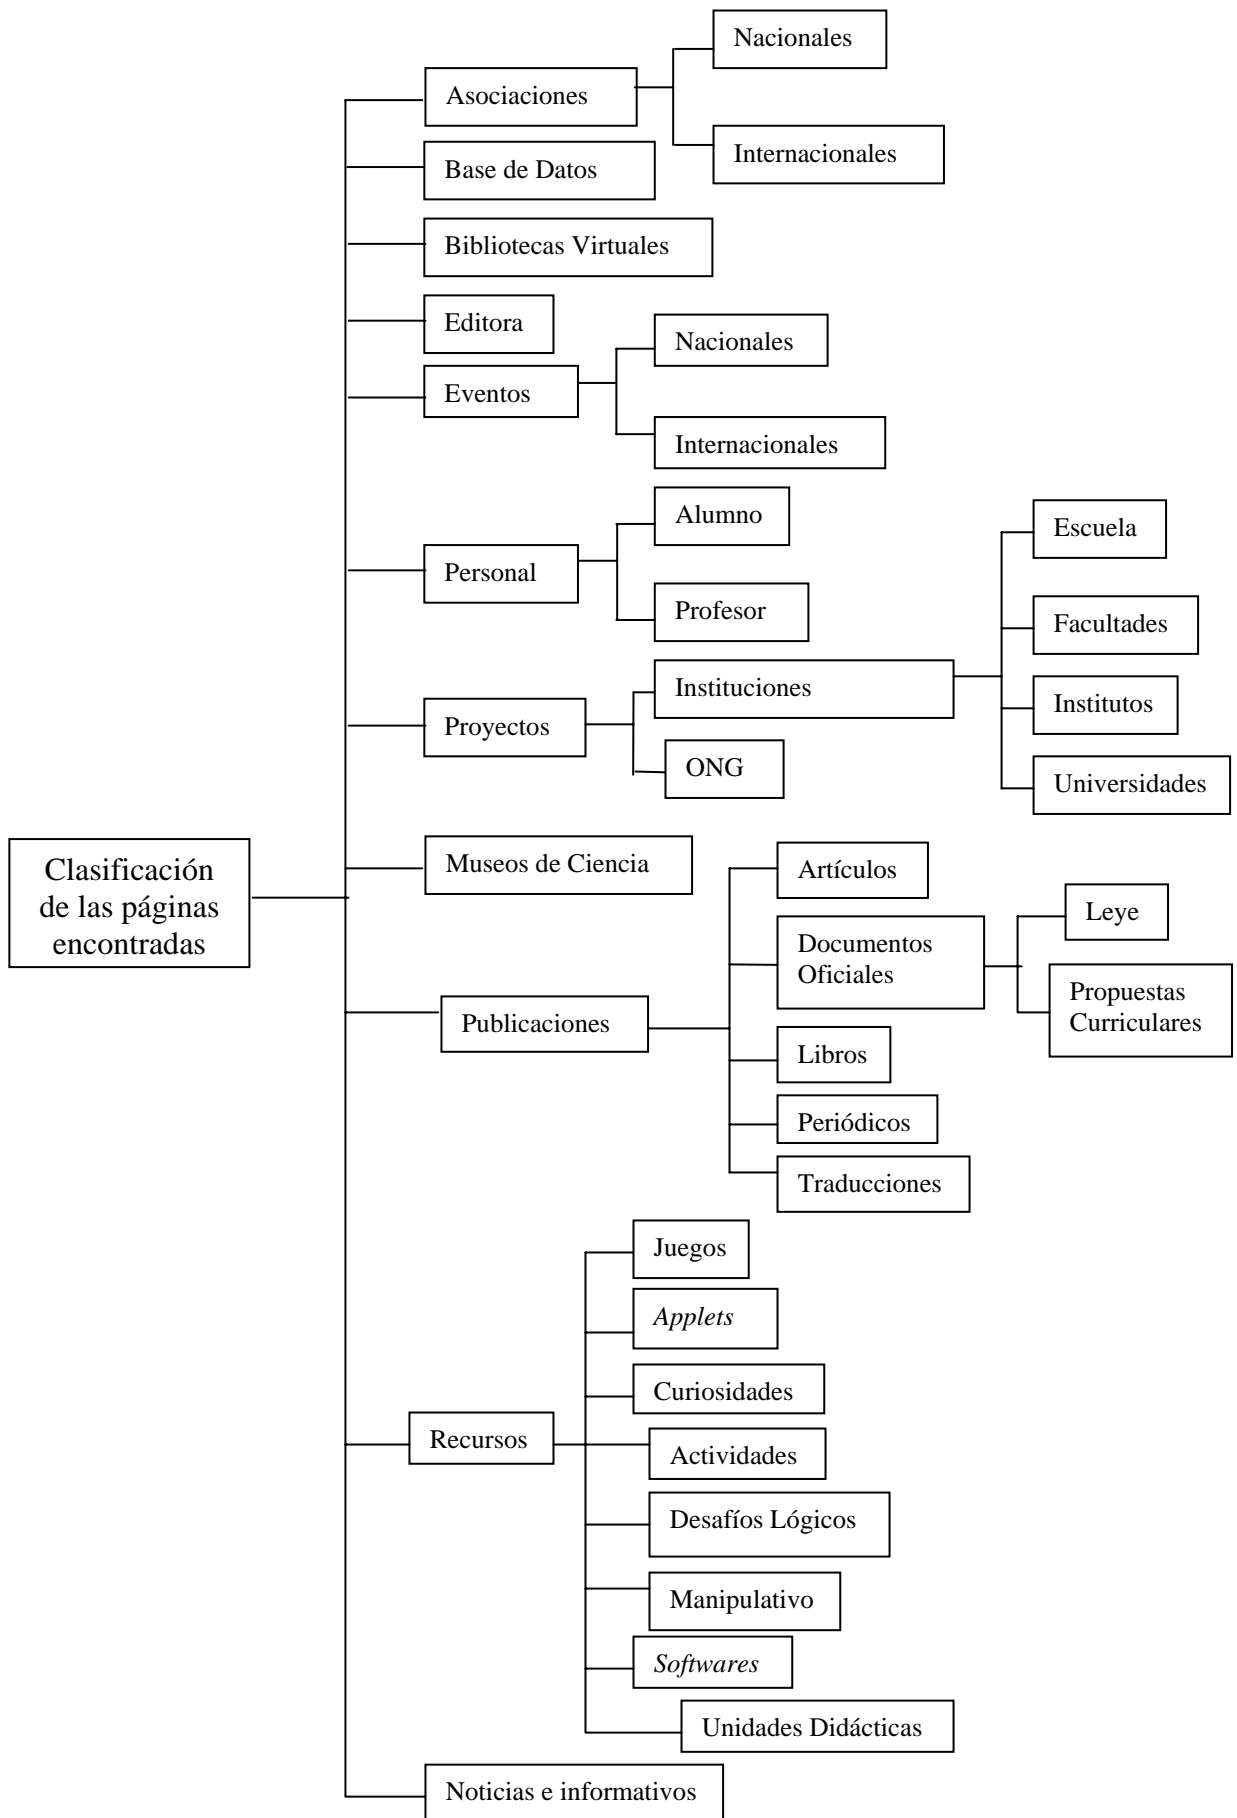 Clasificación
de las páginas
encontradas
Asociaciones
Nacionales
Internacionales
Base de Datos
Bibliotecas Virtuales
Editora
Eventos
Nacionales
Internacionales
Personal
Alumno
Profesor
Proyectos
Instituciones
Escuela
Facultades
Institutos
Universidades
ONG
Museos de Ciencia
Publicaciones
Artículos
Documentos
Oficiales
Leye
Propuestas
Curriculares
Libros
Periódicos
Traducciones
Recursos
Juegos
Applets
Curiosidades
Actividades
Desafíos Lógicos
Manipulativo
Softwares
Unidades Didácticas
Noticias e informativos